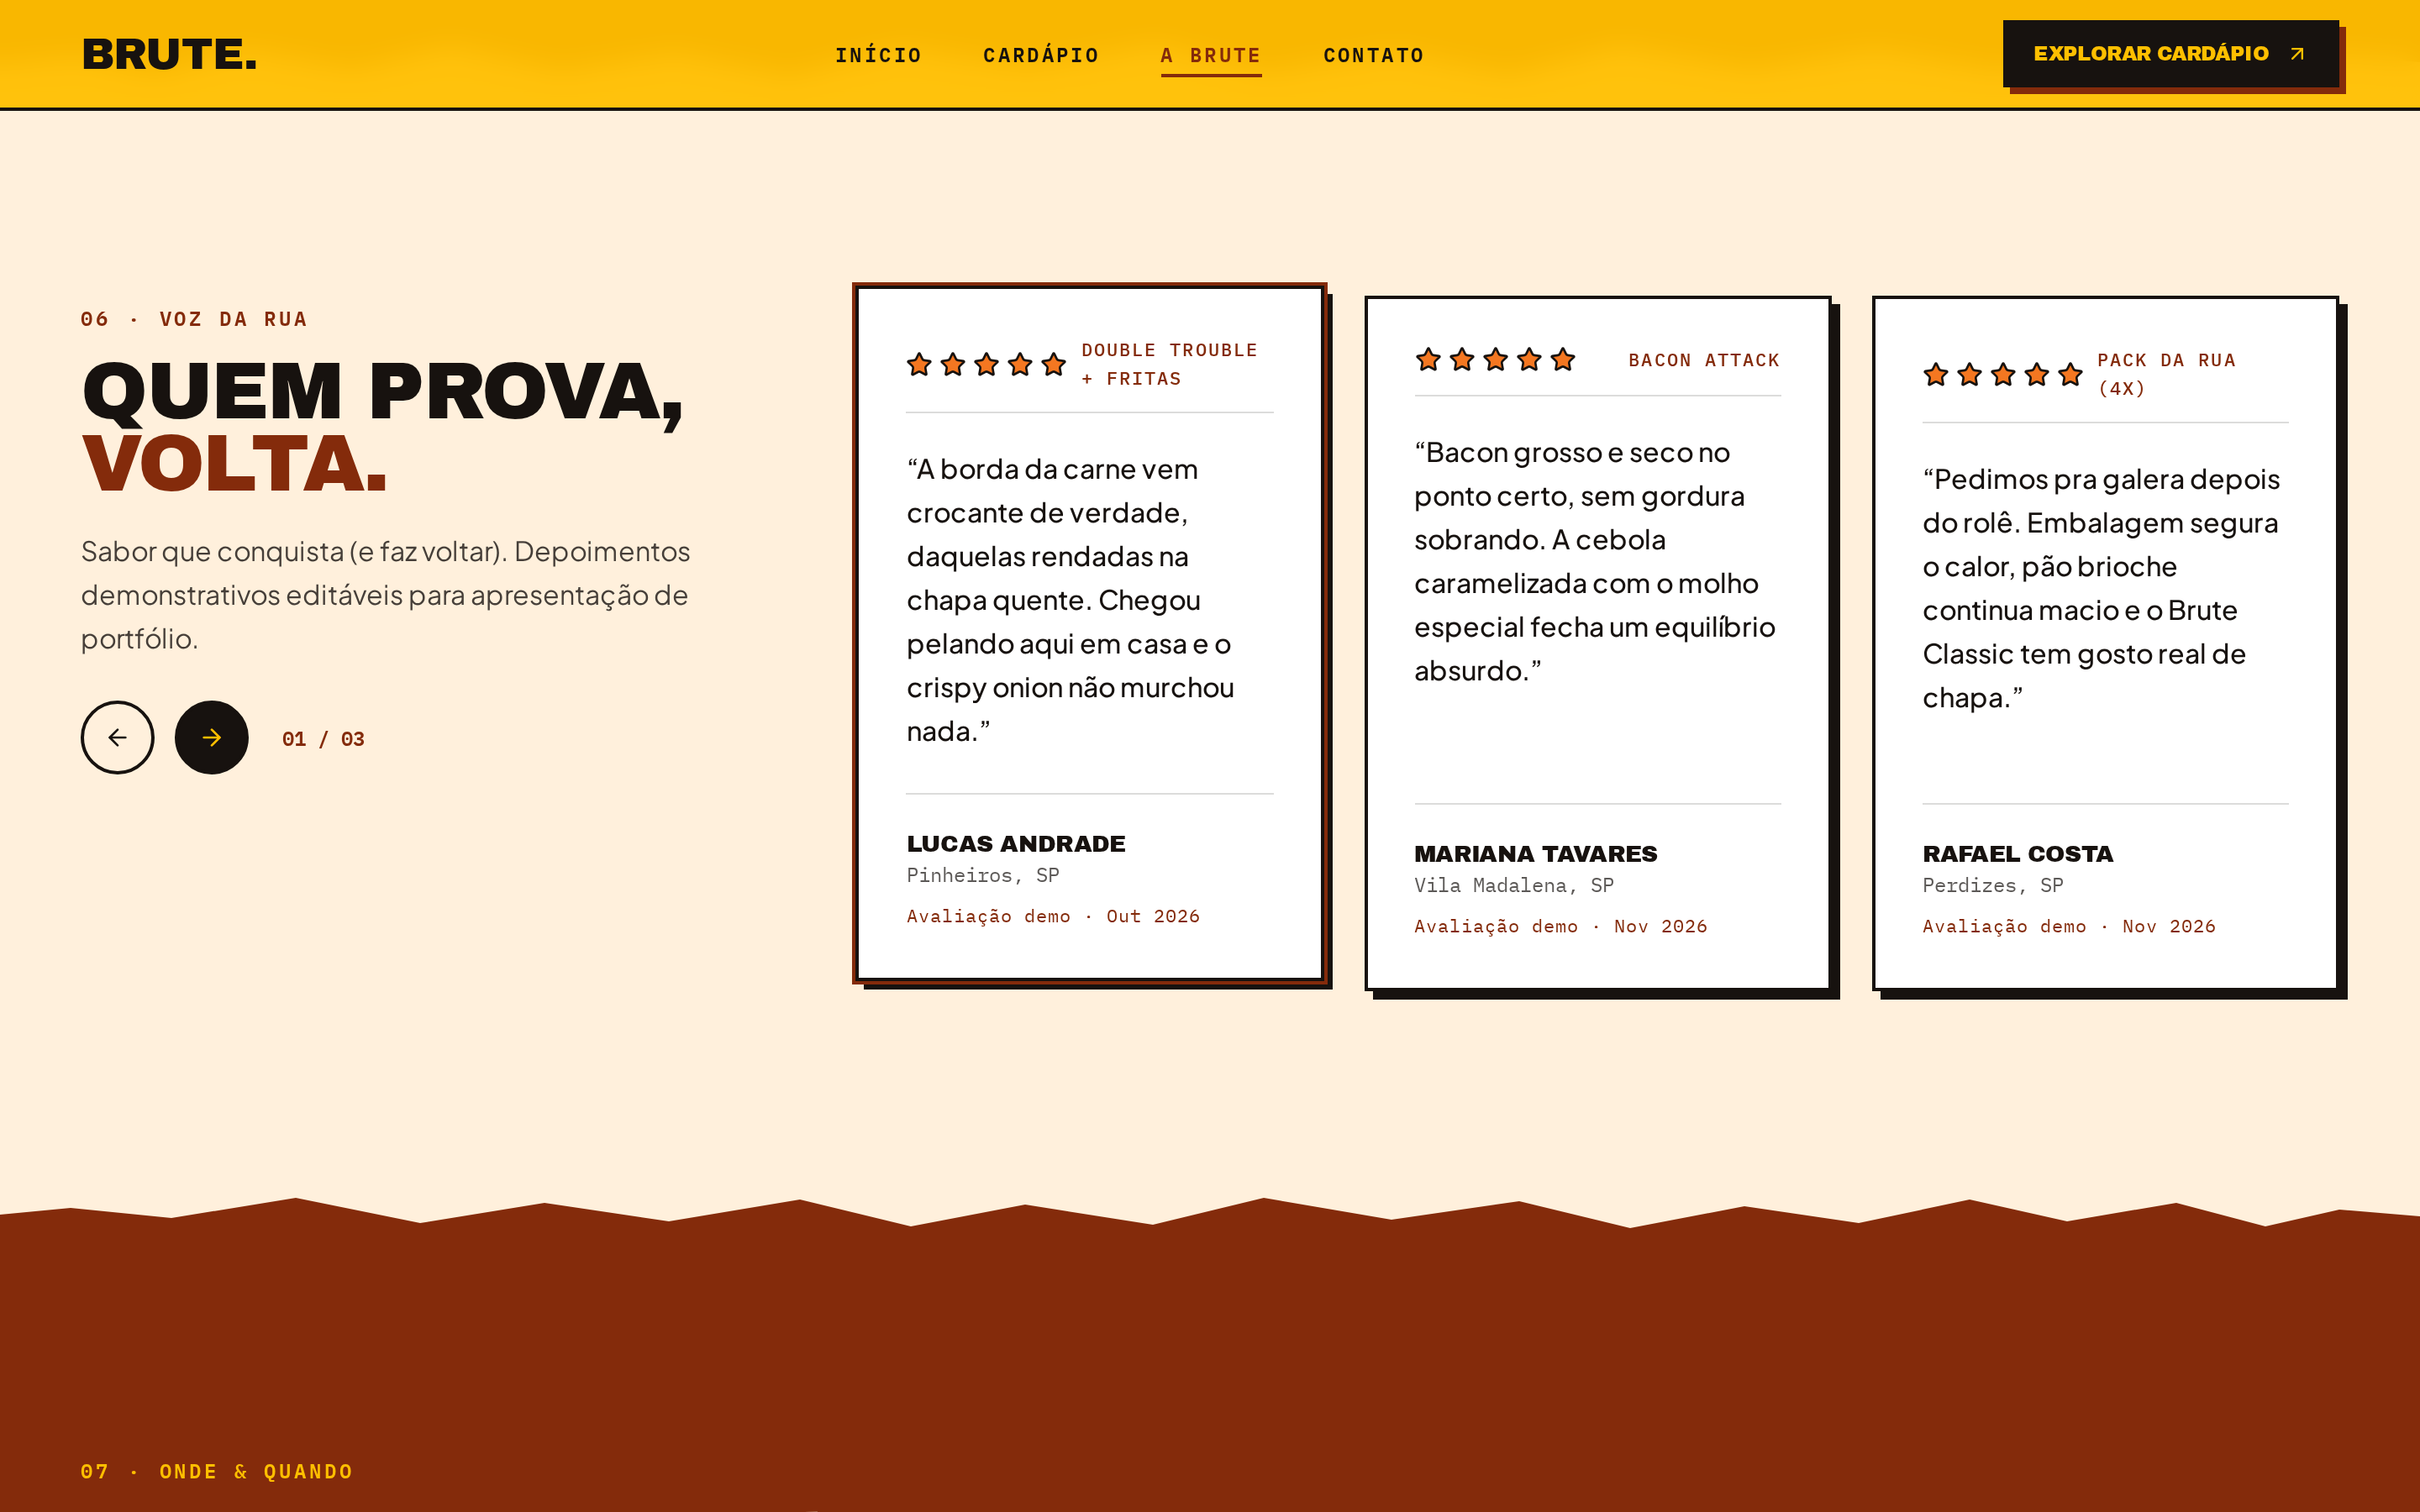 BRUTE.
INÍCIO
CARDÁPIO
A BRUTE
CONTATO
EXPLORAR CARDÁPIO
06 · VOZ DA RUA
QUEM PROVA,
VOLTA.
Sabor que conquista (e faz voltar). Depoimentos
demonstrativos editáveis para apresentação de
portfólio.
01 / 03
DOUBLE TROUBLE
+ FRITAS
“A borda da carne vem
crocante de verdade,
daquelas rendadas na
chapa quente. Chegou
pelando aqui em casa e o
crispy onion não murchou
nada.”
LUCAS ANDRADE
Pinheiros, SP
Avaliação demo · Out 2026
BACON ATTACK
“Bacon grosso e seco no
ponto certo, sem gordura
sobrando. A cebola
caramelizada com o molho
especial fecha um equilíbrio
absurdo.”
MARIANA TAVARES
Vila Madalena, SP
Avaliação demo · Nov 2026
PACK DA RUA
(4X)
“Pedimos pra galera depois
do rolê. Embalagem segura
o calor, pão brioche
continua macio e o Brute
Classic tem gosto real de
chapa.”
RAFAEL COSTA
Perdizes, SP
Avaliação demo · Nov 2026
07 · ONDE & QUANDO